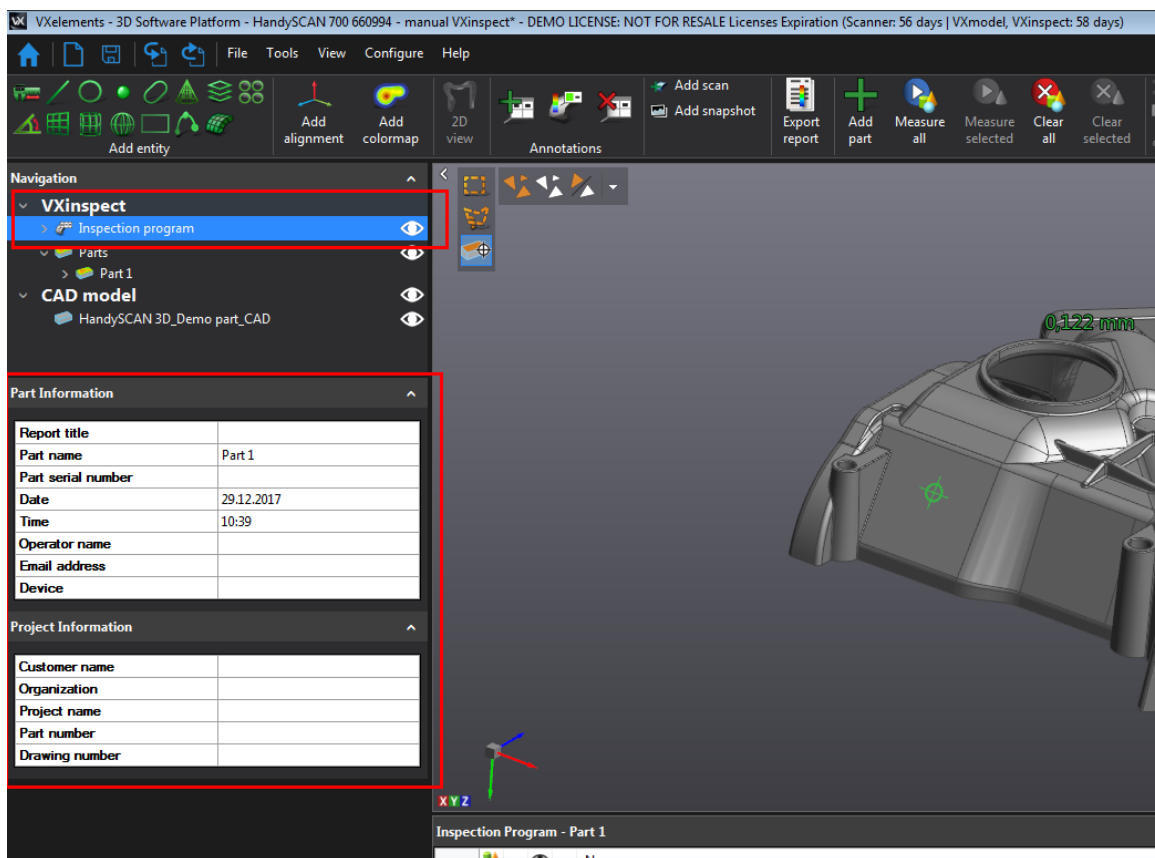 VXelements - 3D Software Platform - HandySCAN 700 660994 - manual VXinspect* - DEMO LICENSE: NOT FOR RESALE Licenses Expiration (Scanner: 56 days | VXmodel, VXinspect: 58 days)
File Tools View Configure Help
Add entity
Add alignment
Add colormap
2D view
Annotations
Add scan
Add snapshot
Export report
Add part
Measure all
Measure selected
Clear all
Clear selected
Navigation
VXinspect
Inspection program
Parts
Part 1
CAD model
HandySCAN 3D_Demo part_CAD
0,122 mm
Part Information
Report title
Part name Part 1
Part serial number
Date 29.12.2017
Time 10:39
Operator name
Email address
Device
Project Information
Customer name
Organization
Project name
Part number
Drawing number
X Y Z
Inspection Program - Part 1